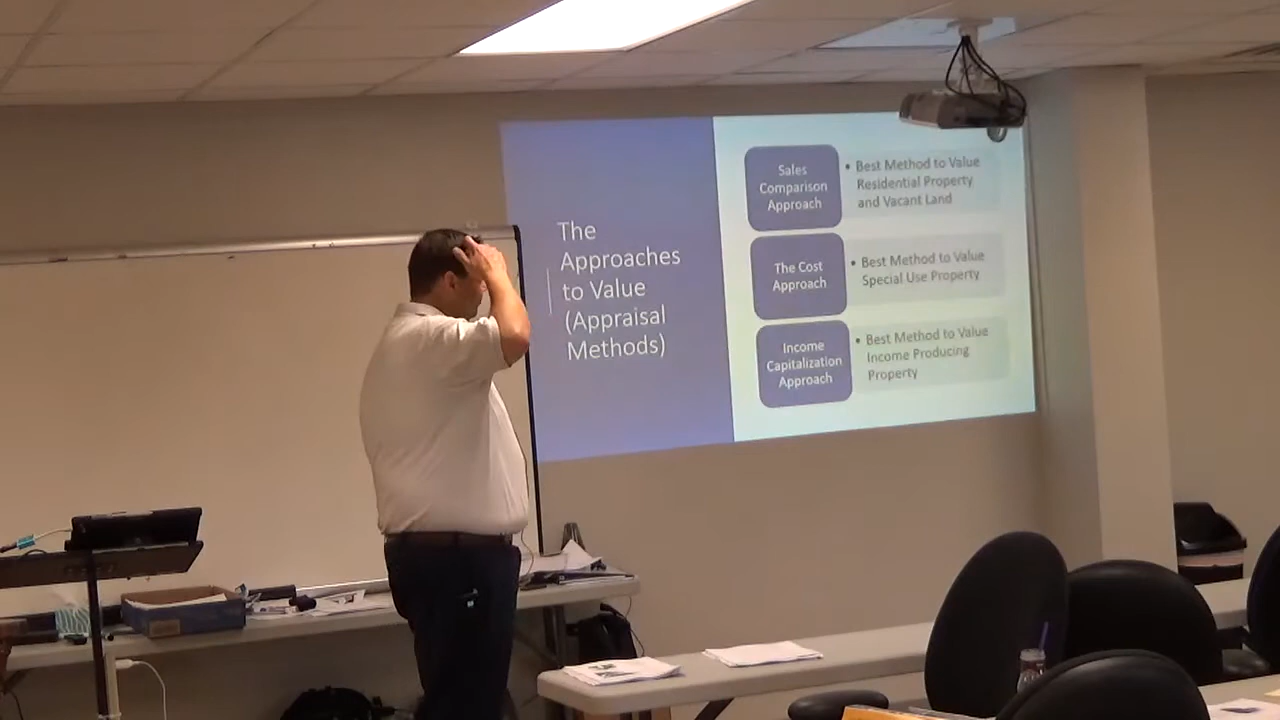 The
Approaches
to Value
(Appraisal
Methods)
Sales
Comparison
Approach
• Best Method to Value
Residential Property
and Vacant Land
The Cost
Approach
• Best Method to Value
Special Use Property
Income
Capitalization
Approach
• Best Method to Value
Income Producing
Property